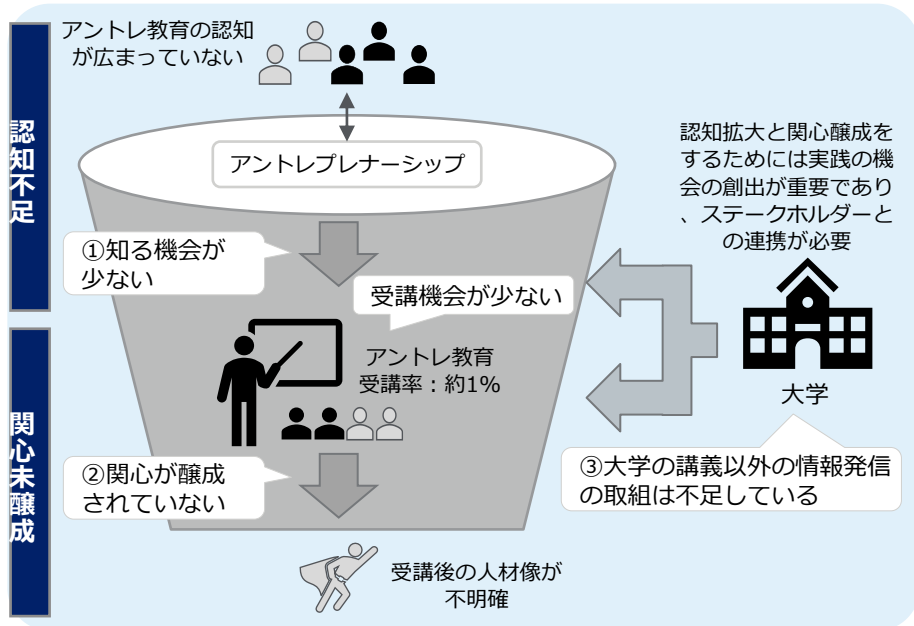 アントレ教育の認知
が広まっていない
認知不足
アントレプレナーシップ
①知る機会が
少ない
受講機会が少ない
アントレ教育
受講率：約1%
関心未醸成
②関心が醸成
されていない
受講後の人材像が
不明確
認知拡大と関心醸成を
するためには実践の機
会の創出が重要であり
、ステークホルダーと
の連携が必要
大学
③大学の講義以外の情報発信
の取組は不足している